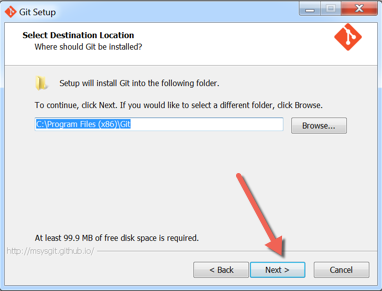 Git Setup
Select Destination Location
Where should Git be installed?
Setup will install Git into the following folder.
To continue, click Next. If you would like to select a different folder, click Browse.
C:\Program Files (x86)\Git
Browse...
At least 99.9 MB of free disk space is required.
http://msysgit.github.io/
< Back
Next >
Cancel